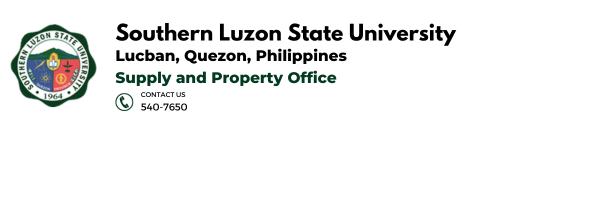 SOUTHERN LUZON STATE UNIVERSITY
1964
Southern Luzon State University
Lucban, Quezon, Philippines
Supply and Property Office
CONTACT US
540-7650